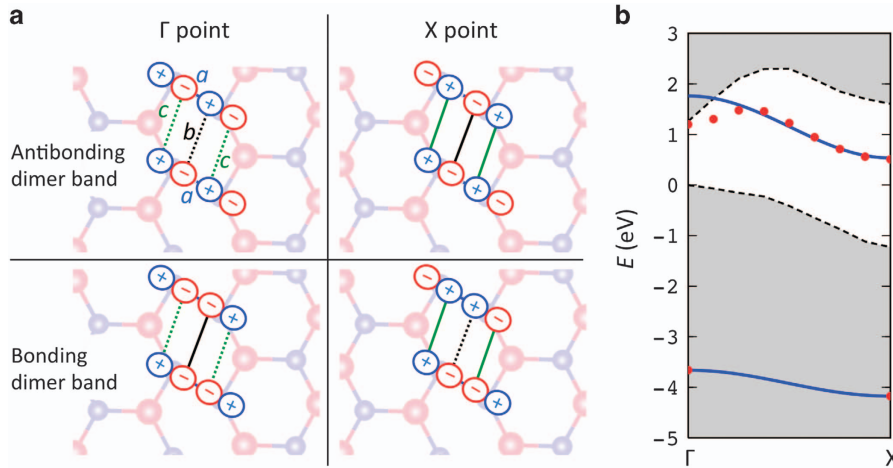 a
Γ point
X point
Antibonding
dimer band
+
−
a
+
−
c
b
c
+
−
a
+
−
−
+
−
+
+
−
+
−
Bonding
dimer band
+
−
−
+
+
−
−
+
−
+
+
−
+
−
−
+
b
3
2
1
0
−1
−2
−3
−4
−5
E (eV)
Γ
X